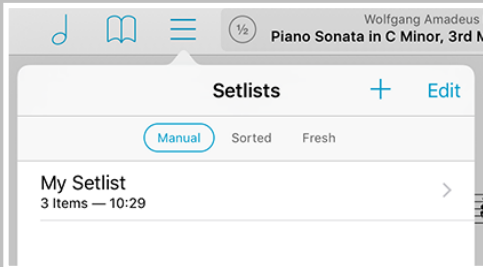 ½
Wolfgang Amadeus
Piano Sonata in C Minor, 3rd
Setlists
Edit
Manual Sorted Fresh
My Setlist
3 Items — 10:29